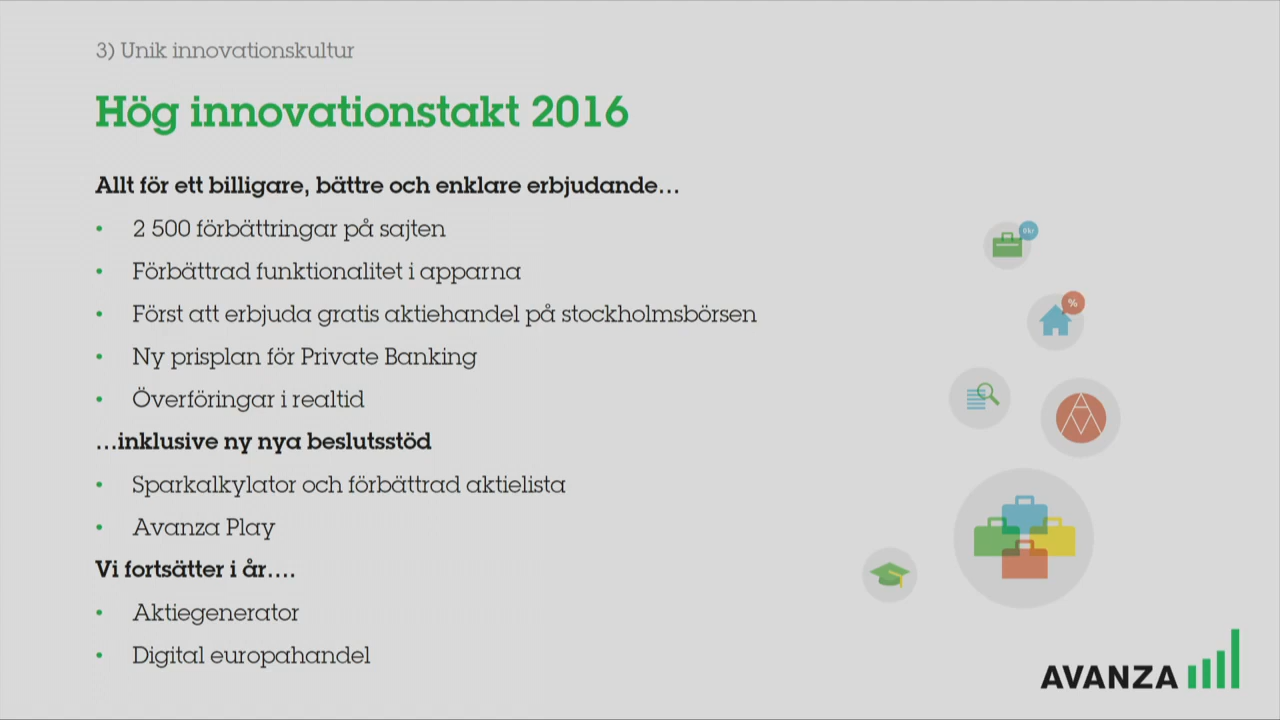 3) Unik innovationskultur
Hög innovationstakt 2016
Allt för ett billigare, bättre och enklare erbjudande...
• 2 500 förbättringar på sajten
• Förbättrad funktionalitet i apparna
• Först att erbjuda gratis aktiehandel på stockholmsbörsen
• Ny prisplan för Private Banking
• Överföringar i realtid
...inklusive ny nya beslutsstöd
• Sparkalkylator och förbättrad aktielista
• Avanza Play
Vi fortsätter i år....
• Aktiegenerator
• Digital europahandel
0 kr
%
AVANZA